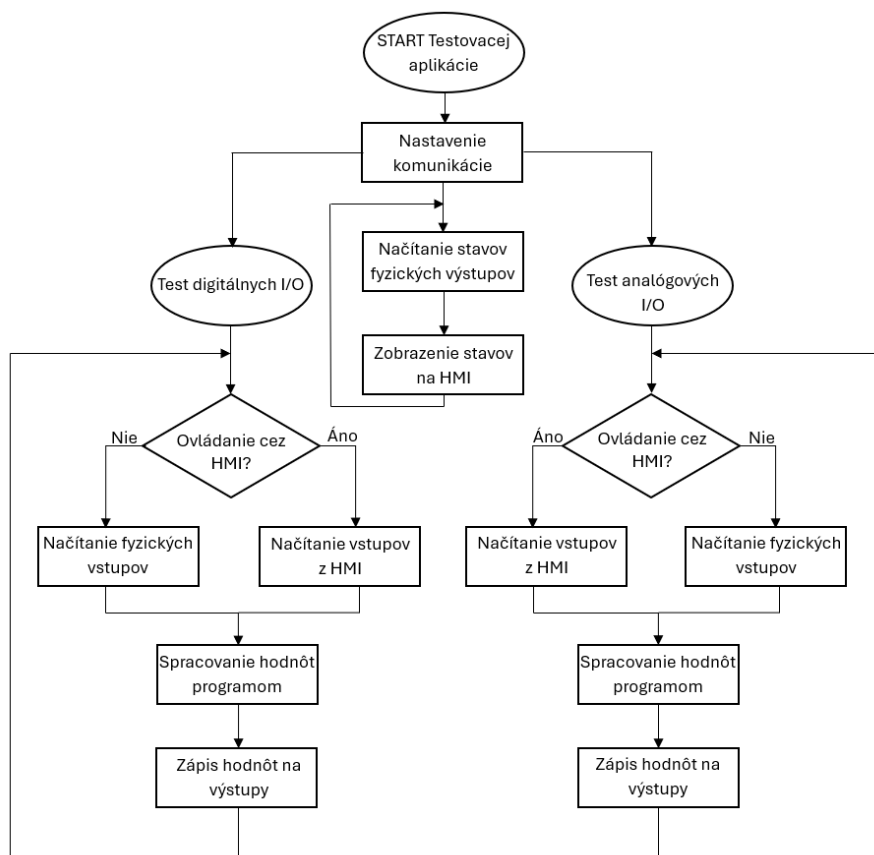 START Testovacej
aplikácie
Nastavenie
komunikácie
Načítanie stavov
fyzických výstupov
Zobrazenie stavov
na HMI
Test digitálnych I/O
Ovládanie cez
HMI?
Nie
Áno
Načítanie fyzických
vstupov
Načítanie vstupov
z HMI
Spracovanie hodnôt
programom
Zápis hodnôt na
výstupy
Test analógových
I/O
Ovládanie cez
HMI?
Áno
Nie
Načítanie vstupov
z HMI
Načítanie fyzických
vstupov
Spracovanie hodnôt
programom
Zápis hodnôt na
výstupy